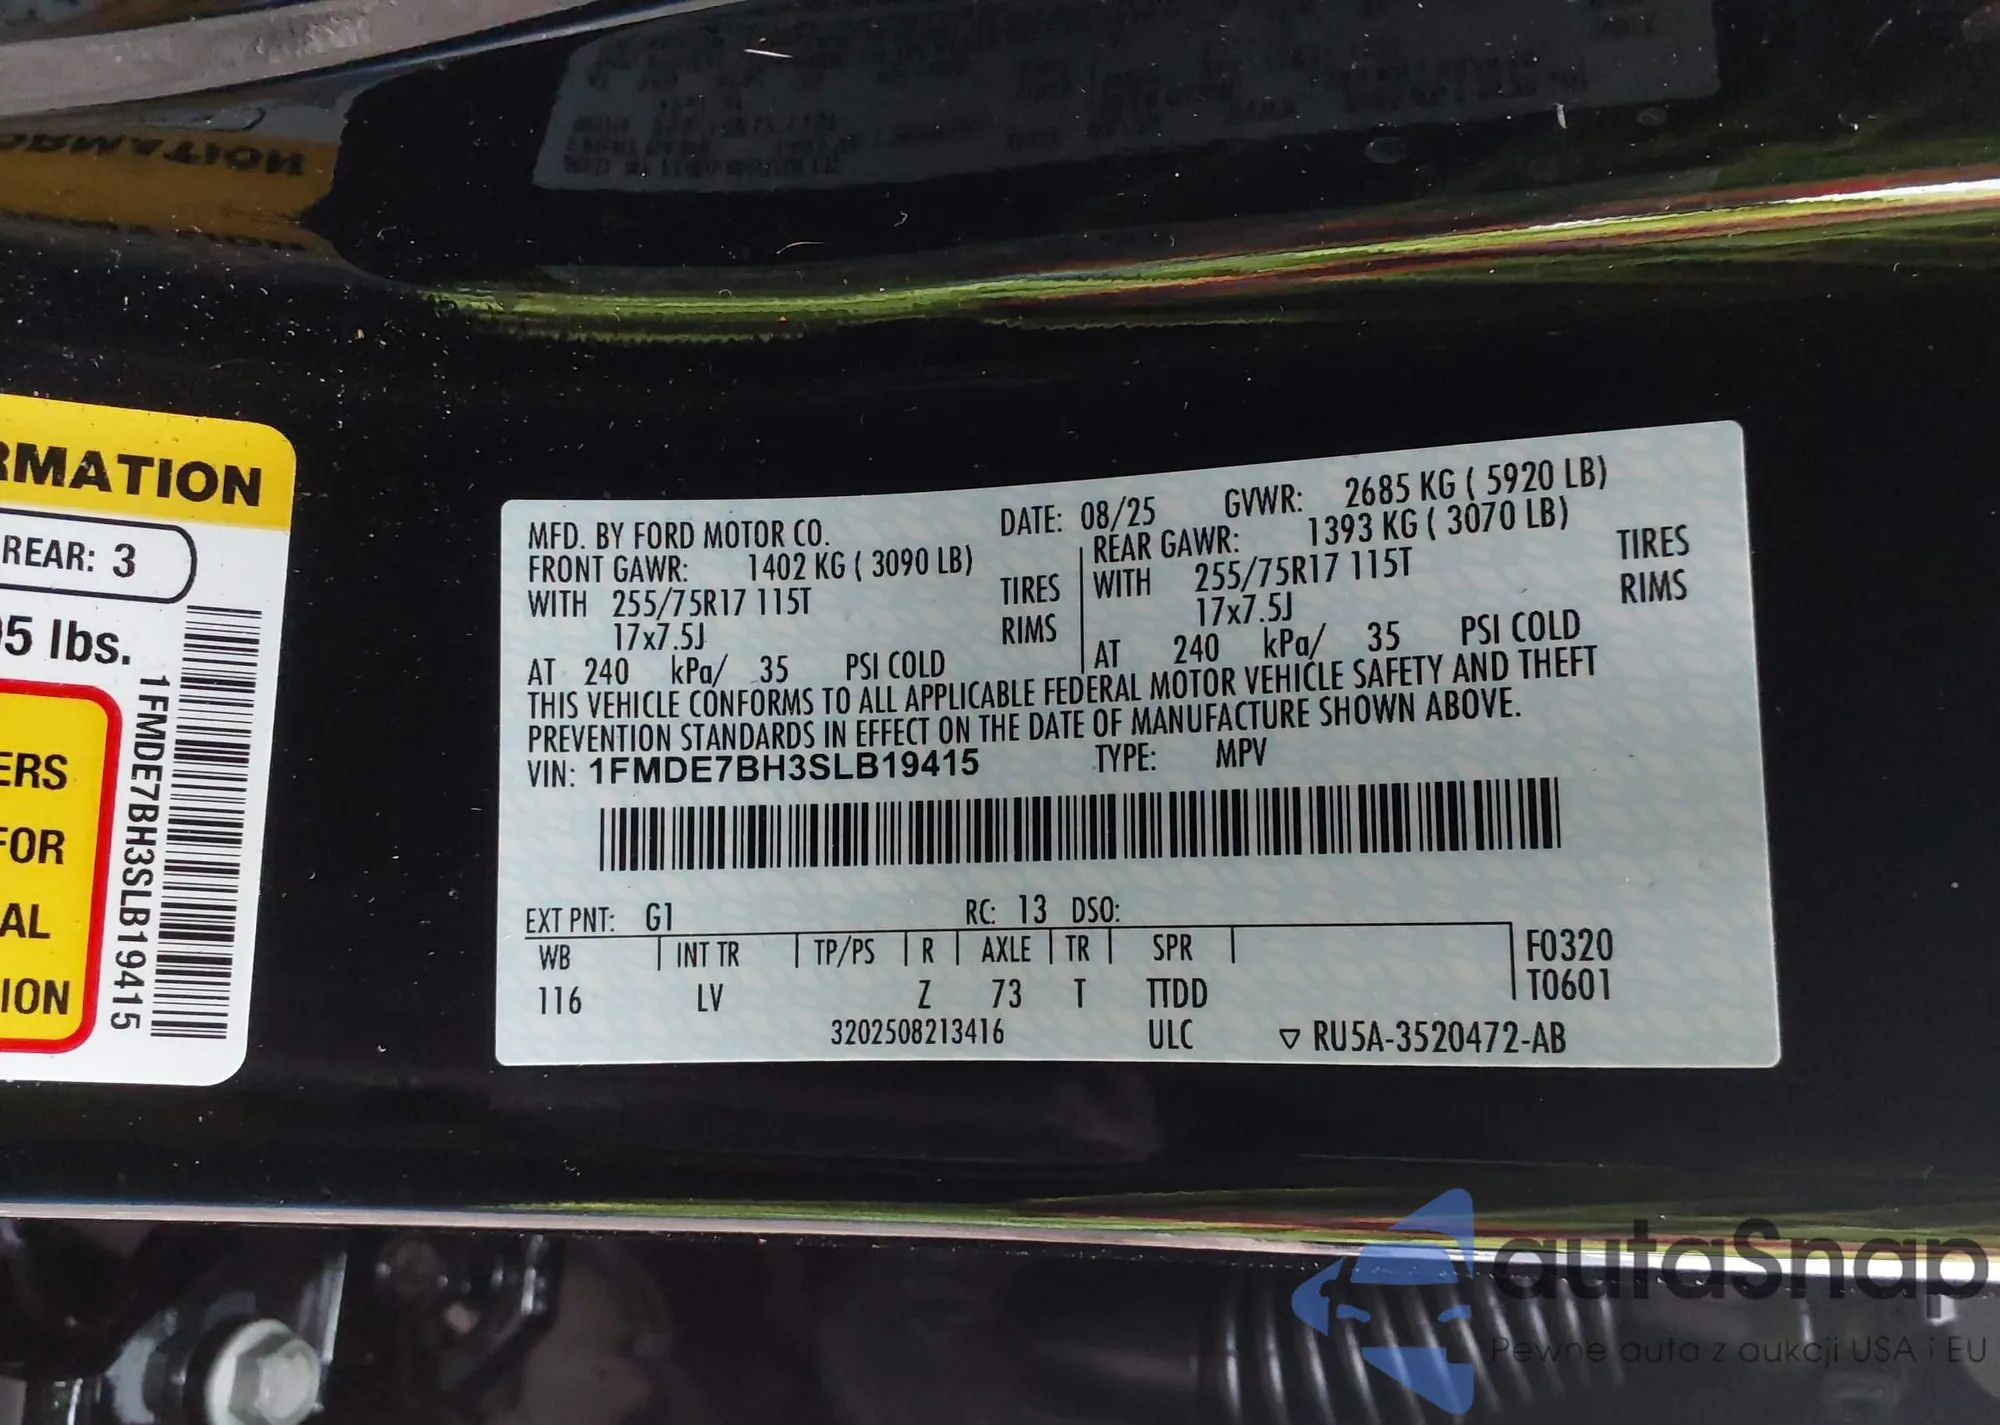 RMATION
REAR: 3
5 lbs.
ERS
FOR
AL
ION
1FMDE7BH3SLB19415
MFD. BY FORD MOTOR CO.
DATE: 08/25 GVWR: 2685 KG ( 5920 LB)
FRONT GAWR: 1402 KG ( 3090 LB)
REAR GAWR: 1393 KG ( 3070 LB)
WITH 255/75R17 115T TIRES
WITH 255/75R17 115T TIRES
17x7.5J RIMS
17x7.5J RIMS
AT 240 kPa/ 35 PSI COLD
AT 240 kPa/ 35 PSI COLD
THIS VEHICLE CONFORMS TO ALL APPLICABLE FEDERAL MOTOR VEHICLE SAFETY AND THEFT
PREVENTION STANDARDS IN EFFECT ON THE DATE OF MANUFACTURE SHOWN ABOVE.
VIN: 1FMDE7BH3SLB19415 TYPE: MPV
EXT PNT: G1 RC: 13 DSO:
WB INT TR TP/PS R AXLE TR SPR F0320
116 LV Z 73 T TTDD T0601
3202508213416 ULC ▽ RU5A-3520472-AB
autaSnap
Pewne auta z aukcji USA i EU